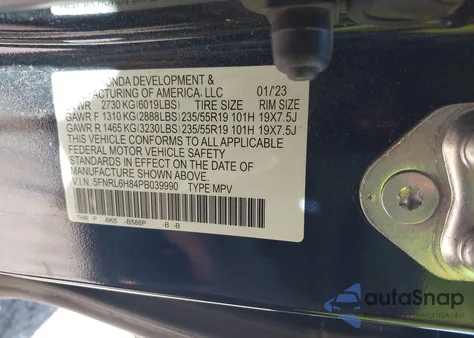 HONDA DEVELOPMENT &
MANUFACTURING OF AMERICA, LLC 01/23
GVWR 2730 KG(6019LBS) TIRE SIZE RIM SIZE
GAWR F 1310 KG(2888LBS) 235/55R19 101H 19X7.5J
GAWR R 1465 KG(3230LBS) 235/55R19 101H 19X7.5J
THIS VEHICLE CONFORMS TO ALL APPLICABLE
FEDERAL MOTOR VEHICLE SAFETY
STANDARDS IN EFFECT ON THE DATE OF
MANUFACTURE SHOWN ABOVE.
V.I.N. 5FNRL6H84PB039990 TYPE: MPV
THR P AK5 -B588P -B -B
autoSnap